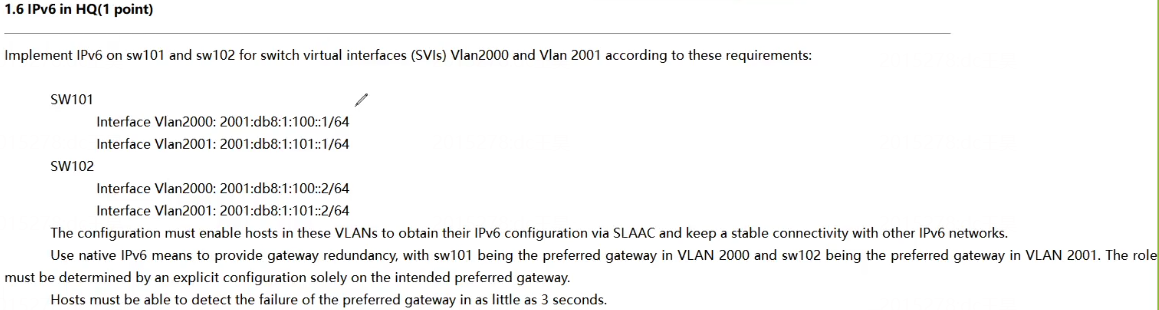 1.6 IPv6 in HQ(1 point)
Implement IPv6 on sw101 and sw102 for switch virtual interfaces (SVIs) Vlan2000 and Vlan 2001 according to these requirements:
SW101
Interface Vlan2000: 2001:db8:1:100::1/64
Interface Vlan2001: 2001:db8:1:101::1/64
SW102
Interface Vlan2000: 2001:db8:1:100::2/64
Interface Vlan2001: 2001:db8:1:101::2/64
The configuration must enable hosts in these VLANs to obtain their IPv6 configuration via SLAAC and keep a stable connectivity with other IPv6 networks.
Use native IPv6 means to provide gateway redundancy, with sw101 being the preferred gateway in VLAN 2000 and sw102 being the preferred gateway in VLAN 2001. The role
must be determined by an explicit configuration solely on the intended preferred gateway.
Hosts must be able to detect the failure of the preferred gateway in as little as 3 seconds.